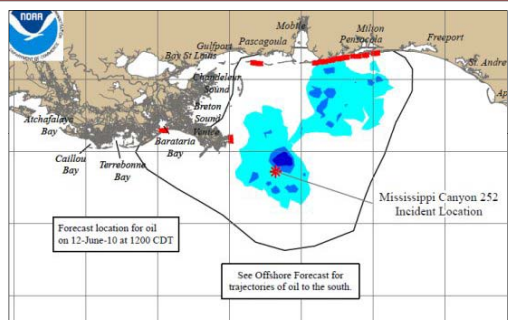 NOAA
Mobile
Milton
Pensacola
Freeport
Gulfport
Pascagoula
Bay St Louis
St. Andre
Chandeleur
Sound
Ap
Breton
Sound
Atchafalaya
Bay
Venice
Barataria
Bay
Caillou
Bay
Terrebonne
Bay
Mississippi Canyon 252
Incident Location
Forecast location for oil
on 12-June-10 at 1200 CDT
See Offshore Forecast for
trajectories of oil to the south.